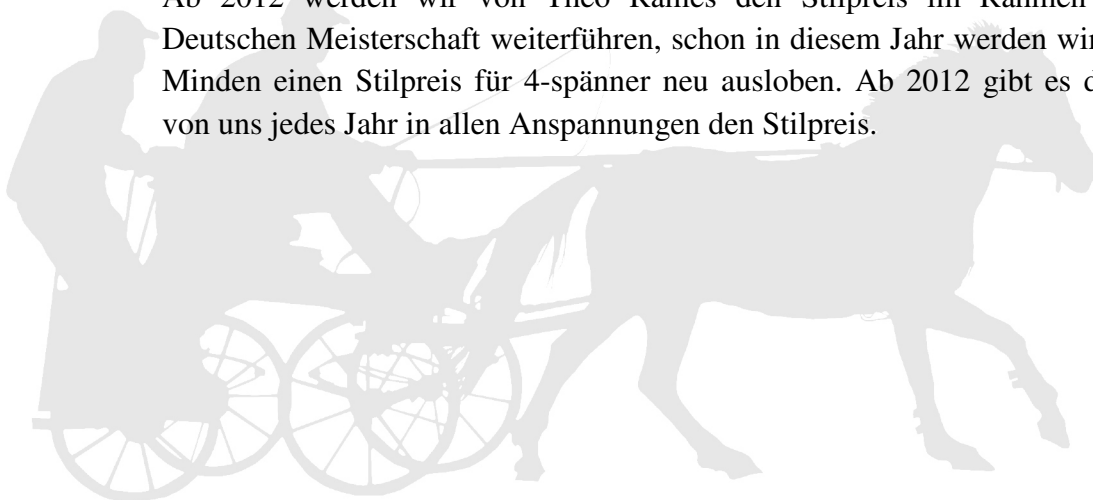 Ab 2012 werden wir von Theo Kames den Stilpreis im Rahmen
Deutschen Meisterschaft weiterführen, schon in diesem Jahr werden wir
Minden einen Stilpreis für 4-spänner neu ausloben. Ab 2012 gibt es
von uns jedes Jahr in allen Anspannungen den Stilpreis.